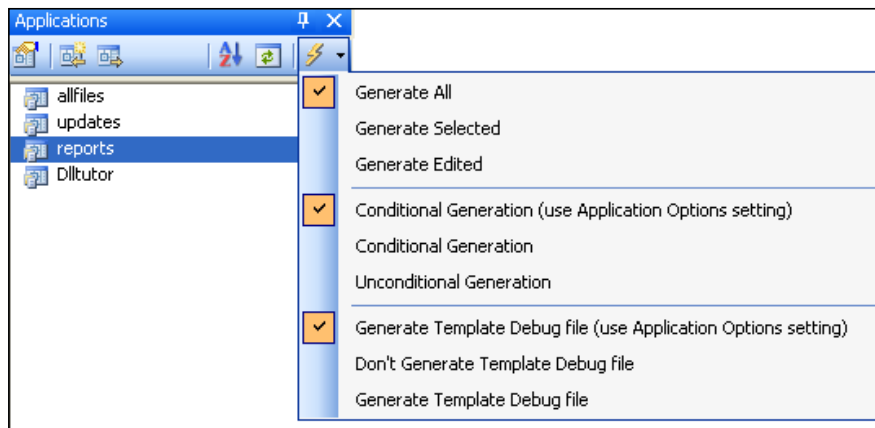 Applications
allfiles
updates
reports
Dlltutor
Generate All
Generate Selected
Generate Edited
Conditional Generation (use Application Options setting)
Conditional Generation
Unconditional Generation
Generate Template Debug file (use Application Options setting)
Don't Generate Template Debug file
Generate Template Debug file